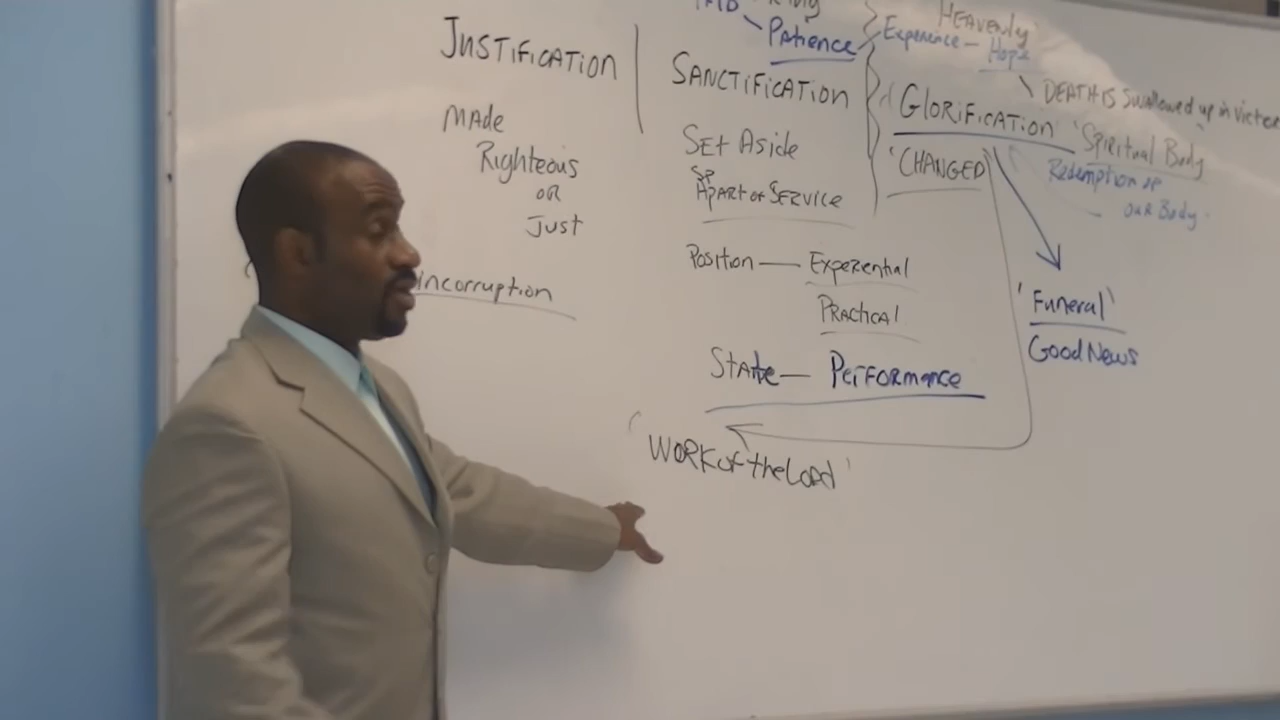 Patience
Experience — Hope
HEAVENLY
DEATH IS SWAllowed up in
JUSTIFICATION
MAde
Righteous
OR
Just
incorruption
SANCTIFICATION
Set Aside
SP
APART OF SERVICE
Position — Experiential
PRACTICAL
State — PERFORMANCE
'WORK of the LORD'
GlORIFICATION
'CHANGED'
'Spiritual Body'
Redemption of
OUR Body.
'Funeral'
Good News